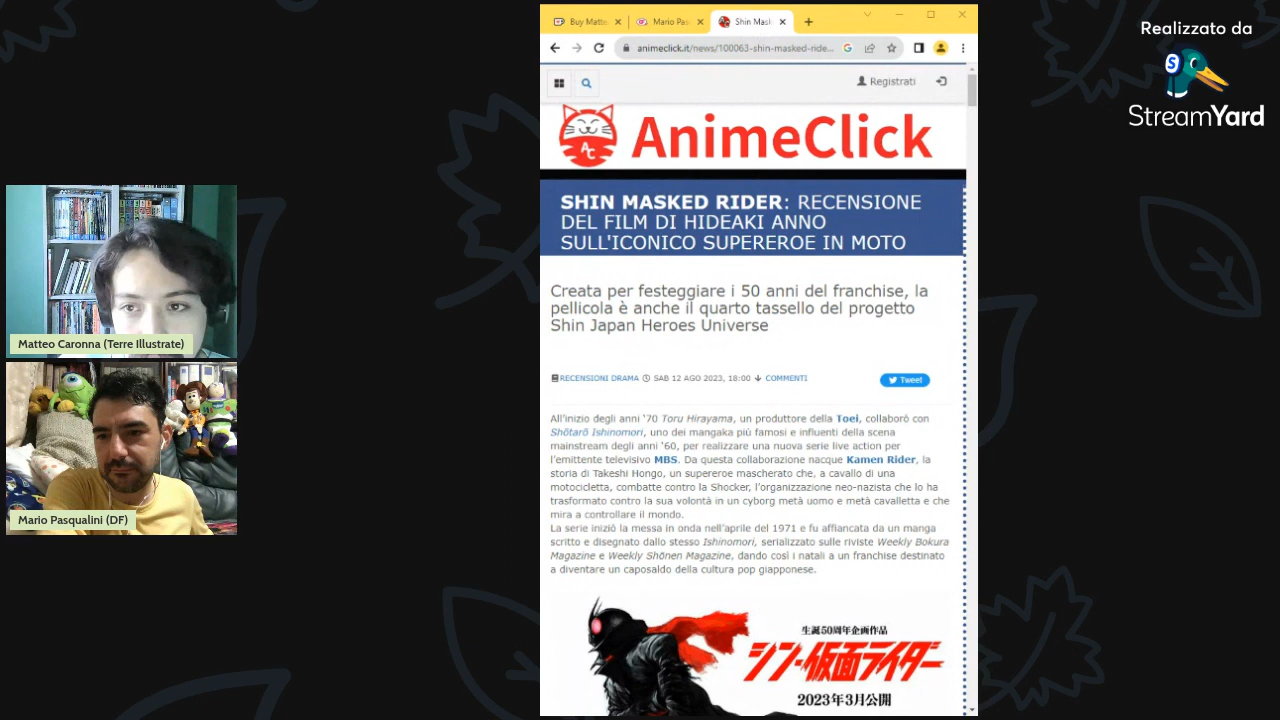 Buy Matte
Mario Pas
Shin Mask
animeclick.it/news/100063-shin-masked-ride...
Registrati
AC
AnimeClick
SHIN MASKED RIDER: RECENSIONE
DEL FILM DI HIDEAKI ANNO
SULL'ICONICO SUPEREROE IN MOTO
Creata per festeggiare i 50 anni del franchise, la
pellicola è anche il quarto tassello del progetto
Shin Japan Heroes Universe
RECENSIONI DRAMA SAB 12 AGO 2023, 18:00 COMMENTI
Tweet
All'inizio degli anni '70 Toru Hirayama, un produttore della Toei, collaborò con
Shōtarō Ishinomori, uno dei mangaka più famosi e influenti della scena
mainstream degli anni '60, per realizzare una nuova serie live action per
l'emittente televisivo MBS. Da questa collaborazione nacque Kamen Rider, la
storia di Takeshi Hongo, un supereroe mascherato che, a cavallo di una
motocicletta, combatte contro la Shocker, l'organizzazione neo-nazista che lo ha
trasformato contro la sua volontà in un cyborg metà uomo e metà cavalletta e che
mira a controllare il mondo.
La serie iniziò la messa in onda nell'aprile del 1971 e fu affiancata da un manga
scritto e disegnato dallo stesso Ishinomori, serializzato sulle riviste Weekly Bokura
Magazine e Weekly Shōnen Magazine, dando così i natali a un franchise destinato
a diventare un caposaldo della cultura pop giapponese.
生誕50周年企画作品
シン・仮面ライダー
2023年3月公開
Matteo Caronna (Terre Illustrate)
Mario Pasqualini (DF)
Realizzato da
S
StreamYard